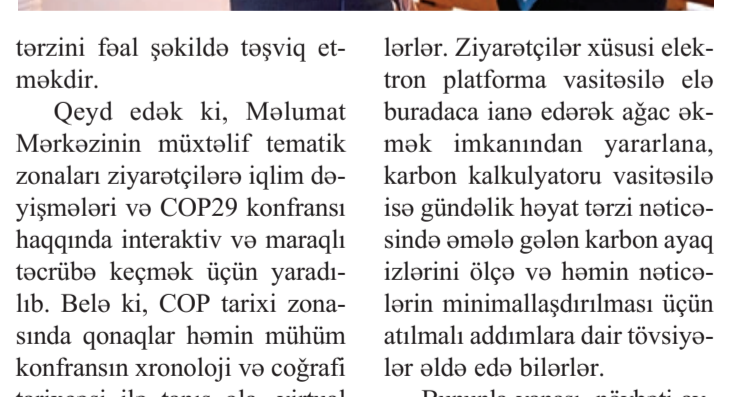 tərzini fəal şəkildə təşviq et-
məkdir.
Qeyd edək ki, Məlumat
Mərkəzinin müxtəlif tematik
zonaları ziyarətçilərə iqlim də-
yişmələri və COP29 konfransı
haqqında interaktiv və maraqlı
təcrübə keçmək üçün yaradı-
lıb. Belə ki, COP tarixi zona-
sında qonaqlar həmin mühüm
konfransın xronoloji və coğrafi
lərlər. Ziyarətçilər xüsusi elek-
tron platforma vasitəsilə elə
buradaca ianə edərək ağac ək-
mək imkanından yararlana,
karbon kalkulyatoru vasitəsilə
isə gündəlik həyat tərzi nəticə-
sində əmələ gələn karbon ayaq
izlərini ölçə və həmin nəticə-
lərin minimallaşdırılması üçün
atılmalı addımlara dair tövsiyə-
lər əldə edə bilərlər.